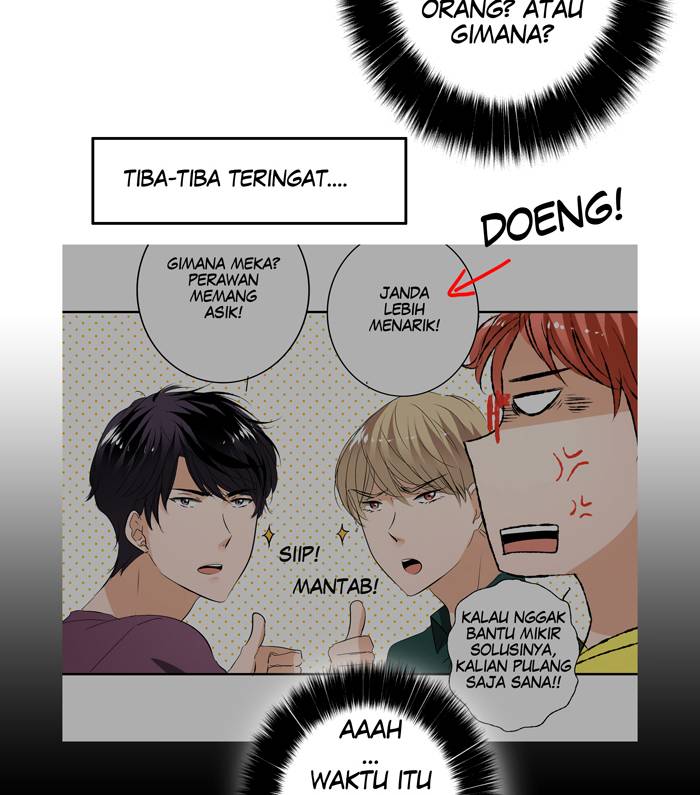 ORANG? ATAU
GIMANA?
TIBA-TIBA TERINGAT....
DOENG!
GIMANA MEKA?
PERAWAN
MEMANG
ASIK!
JANDA
LEBIH
MENARIK!
SIIP!
MANTAB!
KALAU NGGAK
BANTU MIKIR
SOLUSINYA,
KALIAN PULANG
SAJA SANA!!
AAAH
...
WAKTU ITU